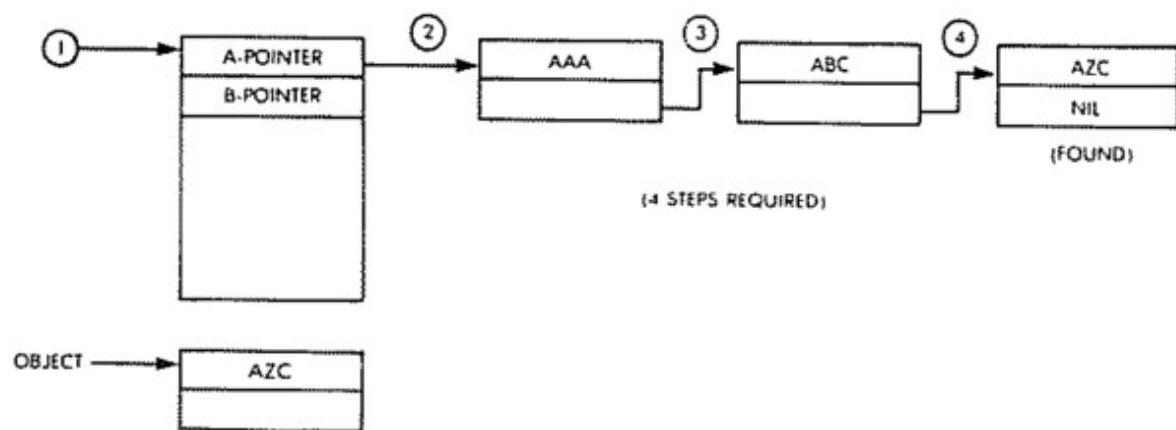 1
A-POINTER
B-POINTER
2
AAA
3
ABC
4
AZC
NIL
(FOUND)
(4 STEPS REQUIRED)
OBJECT
AZC